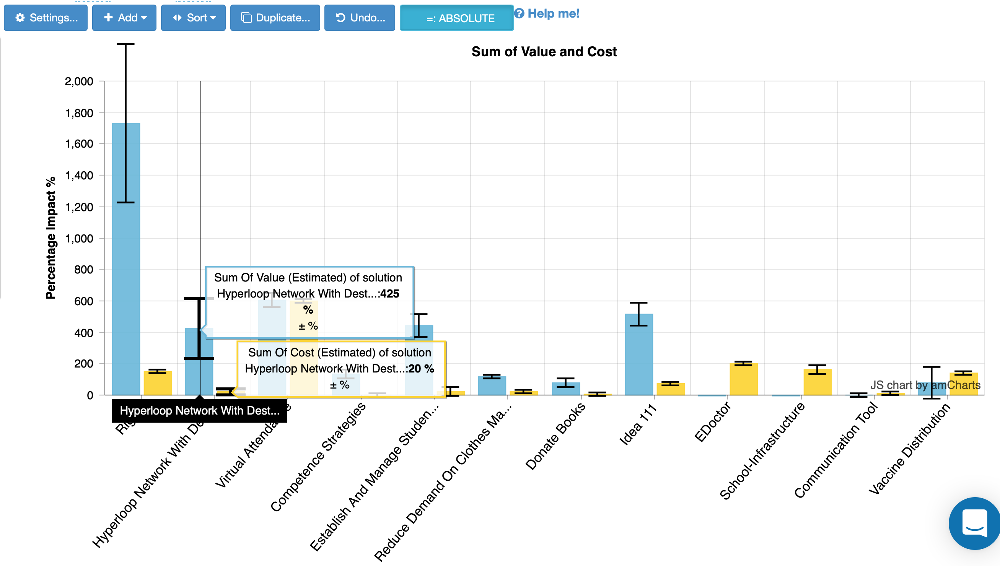 Settings...
Add
Sort
Duplicate...
Undo...
=: ABSOLUTE
Help me!
Sum of Value and Cost
Percentage Impact %
2,000
1,800
1,600
1,400
1,200
1,000
800
600
400
200
0
Sum Of Value (Estimated) of solution
Hyperloop Network With Dest...:425
%
± %
Sum Of Cost (Estimated) of solution
Hyperloop Network With Dest...:20 %
± %
JS chart by amCharts
Hyperloop Network With Dest...
Hyperloop Network With De
Virtual Attenda
Competence Strategies
Establish And Manage Studen...
Reduce Demand On Clothes Ma...
Donate Books
Idea 111
EDoctor
School-Infrastructure
Communication Tool
Vaccine Distribution